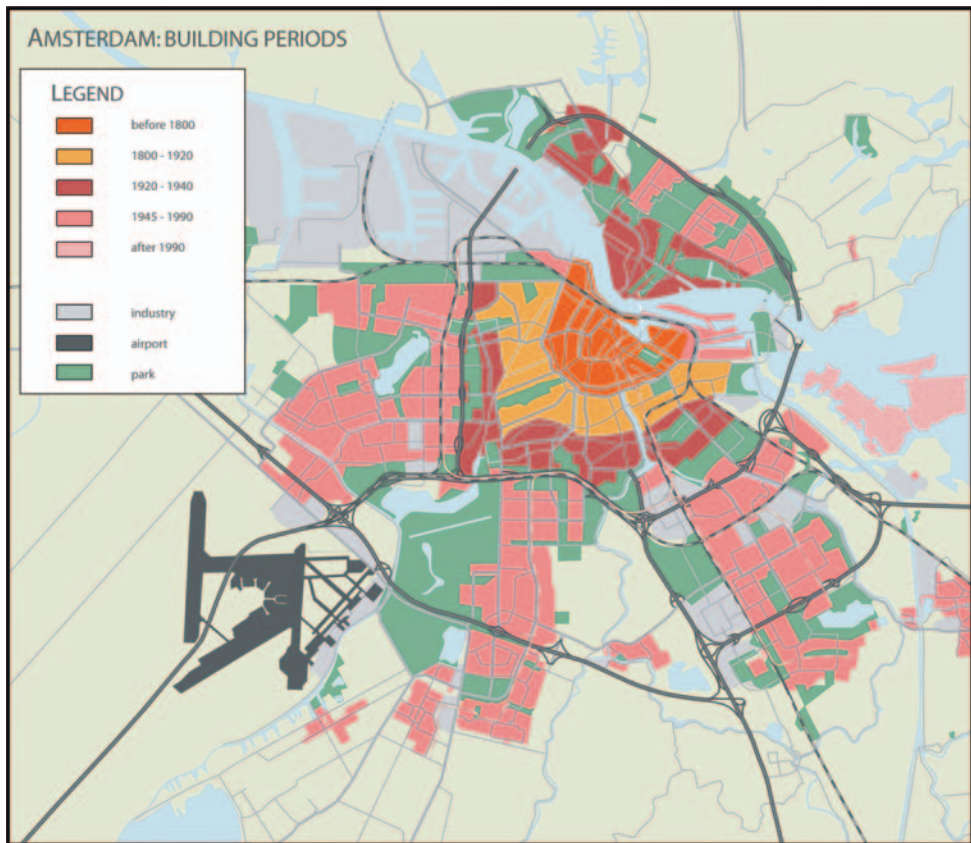 AMSTERDAM: BUILDING PERIODS
LEGEND
before 1800
1800 - 1920
1920 - 1940
1945 - 1990
after 1990
industry
airport
park